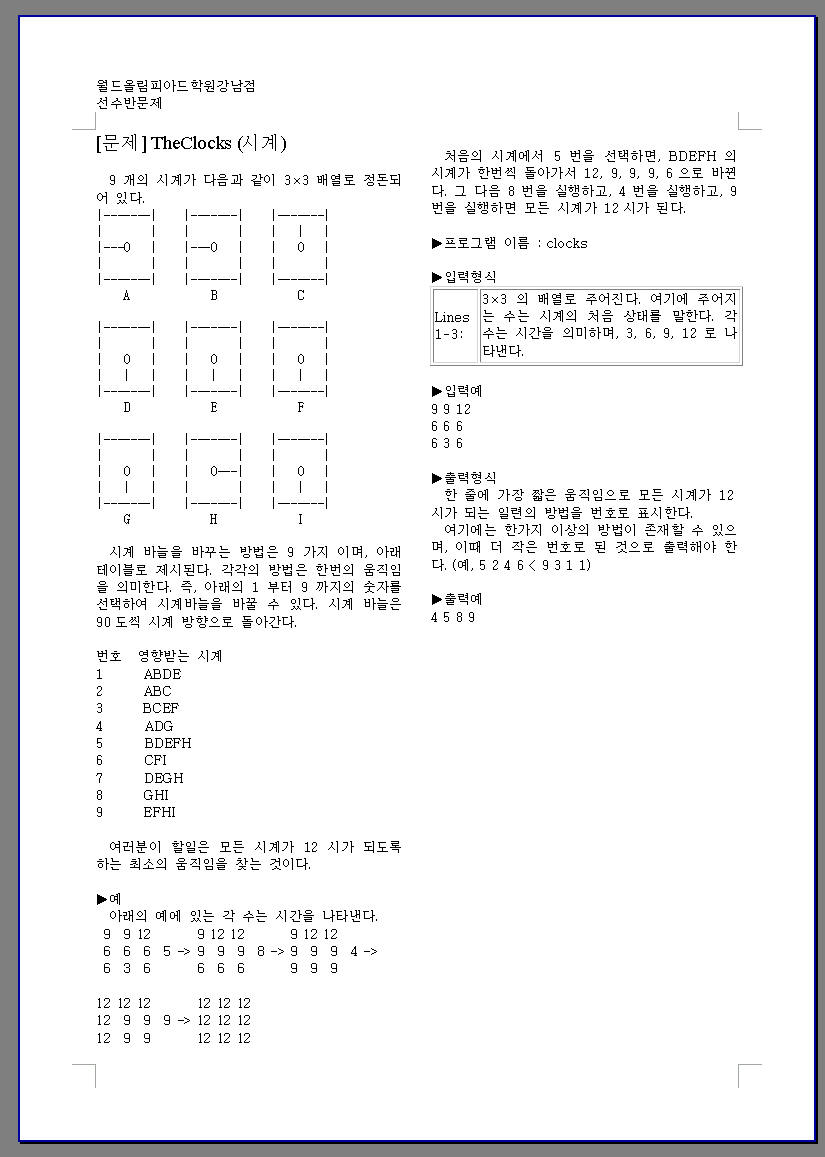 월드올림피아드학원강남점
선수반문제
[문제] TheClocks (시계)
9 개의 시계가 다음과 같이 3×3 배열로 정돈되
어 있다.
|-------|    |-------|    |-------|
|       |    |       |    |   |   |
|---O   |    |---O   |    |   O   |
|       |    |       |    |       |
|-------|    |-------|    |-------|
A B C
|-------|    |-------|    |-------|
|       |    |       |    |       |
|   O   |    |   O   |    |   O   |
|   |   |    |   |   |    |   |   |
|-------|    |-------|    |-------|
D E F
|-------|    |-------|    |-------|
|       |    |       |    |       |
|   O   |    |   O---|    |   O   |
|   |   |    |       |    |   |   |
|-------|    |-------|    |-------|
G H I
시계 바늘을 바꾸는 방법은 9 가지 이며, 아래
테이블로 제시된다. 각각의 방법은 한번의 움직임
을 의미한다. 즉, 아래의 1 부터 9 까지의 숫자를
선택하여 시계바늘을 바꿀 수 있다. 시계 바늘은
90도씩 시계 방향으로 돌아간다.
번호 영향받는 시계
1 ABDE
2 ABC
3 BCEF
4 ADG
5 BDEFH
6 CFI
7 DEGH
8 GHI
9 EFHI
여러분이 할일은 모든 시계가 12 시가 되도록
하는 최소의 움직임을 찾는 것이다.
▶예
아래의 예에 있는 각 수는 시간을 나타낸다.
9 9 12 9 12 12 9 12 12
6 6 6 5 -> 9 9 9 8 -> 9 9 9 4 ->
6 3 6 6 6 6 9 9 9
12 12 12 12 12 12
12 9 9 9 -> 12 12 12
12 9 9 12 12 12
처음의 시계에서 5 번을 선택하면, BDEFH 의
시계가 한번씩 돌아가서 12, 9, 9, 9, 6 으로 바뀐
다. 그 다음 8 번을 실행하고, 4 번을 실행하고, 9
번을 실행하면 모든 시계가 12시가 된다.
▶프로그램 이름 : clocks
▶입력형식
Lines
1-3:
3×3 의 배열로 주어진다. 여기에 주어지
는 수는 시계의 처음 상태를 말한다. 각
수는 시간을 의미하며, 3, 6, 9, 12 로 나
타낸다.
▶입력예
9 9 12
6 6 6
6 3 6
▶출력형식
한 줄에 가장 짧은 움직임으로 모든 시계가 12
시가 되는 일련의 방법을 번호로 표시한다.
여기에는 한가지 이상의 방법이 존재할 수 있으
며, 이때 더 작은 번호로 된 것으로 출력해야 한
다. (예, 5 2 4 6 < 9 3 1 1)
▶출력예
4 5 8 9